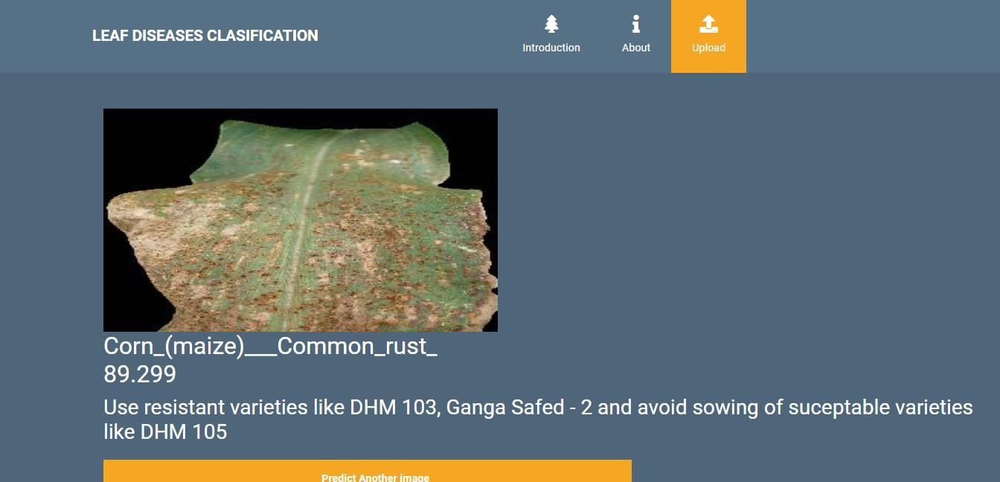 LEAF DISEASES CLASIFICATION
Introduction
About
Upload
Corn_(maize)___Common_rust_
89.299
Use resistant varieties like DHM 103, Ganga Safed - 2 and avoid sowing of suceptable varieties
like DHM 105
Predict Another image